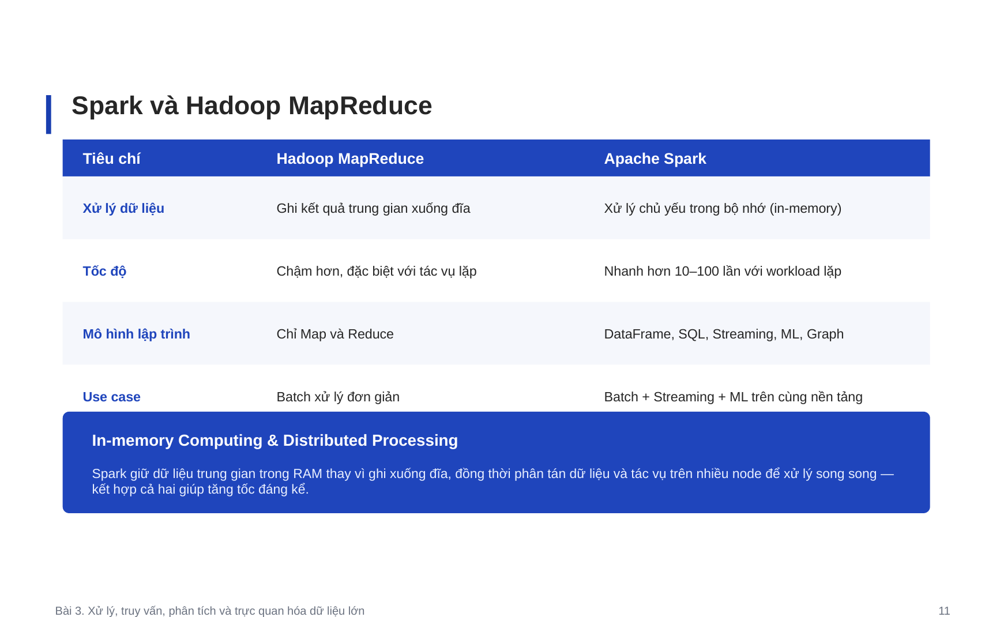 Spark và Hadoop MapReduce
Tiêu chí Hadoop MapReduce Apache Spark
Xử lý dữ liệu Ghi kết quả trung gian xuống đĩa Xử lý chủ yếu trong bộ nhớ (in-memory)
Tốc độ Chậm hơn, đặc biệt với tác vụ lặp Nhanh hơn 10–100 lần với workload lặp
Mô hình lập trình Chỉ Map và Reduce DataFrame, SQL, Streaming, ML, Graph
Use case Batch xử lý đơn giản Batch + Streaming + ML trên cùng nền tảng
In-memory Computing & Distributed Processing
Spark giữ dữ liệu trung gian trong RAM thay vì ghi xuống đĩa, đồng thời phân tán dữ liệu và tác vụ trên nhiều node để xử lý song song —
kết hợp cả hai giúp tăng tốc đáng kể.
Bài 3. Xử lý, truy vấn, phân tích và trực quan hóa dữ liệu lớn 11